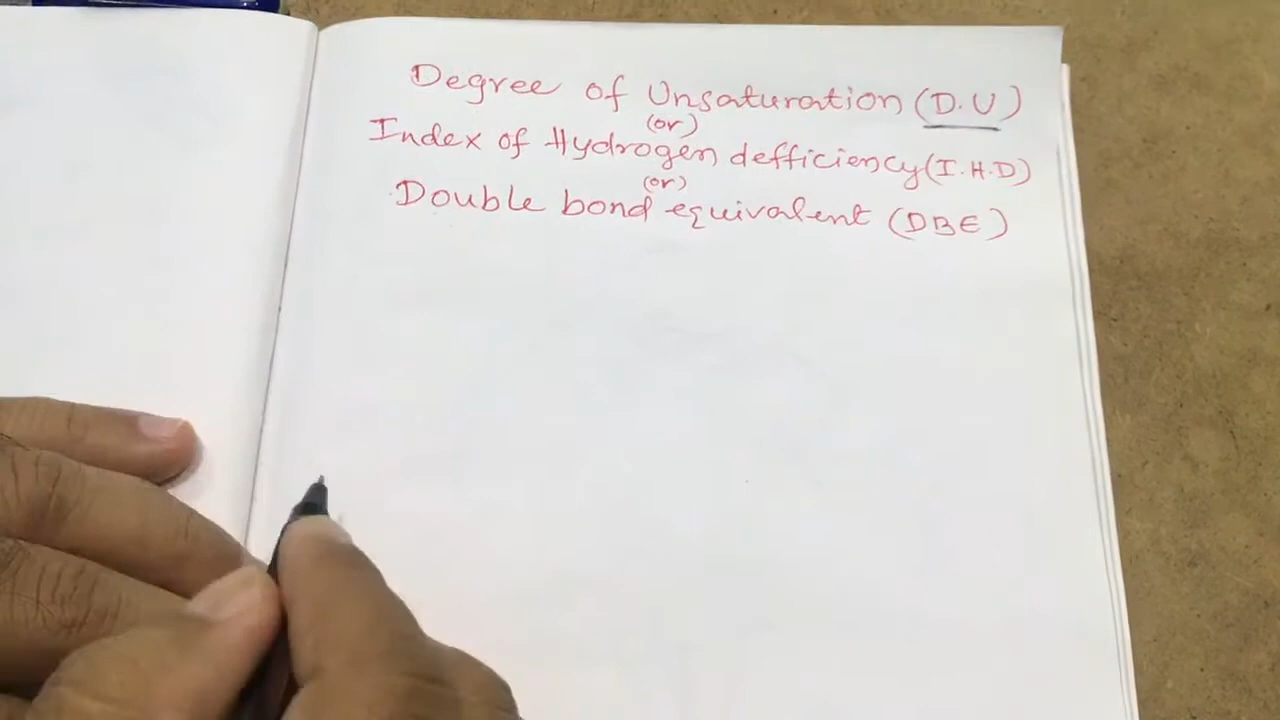 Degree of Unsaturation (D.U)
(or)
Index of Hydrogen defficiency (I.H.D)
(or)
Double bond equivalent (DBE)